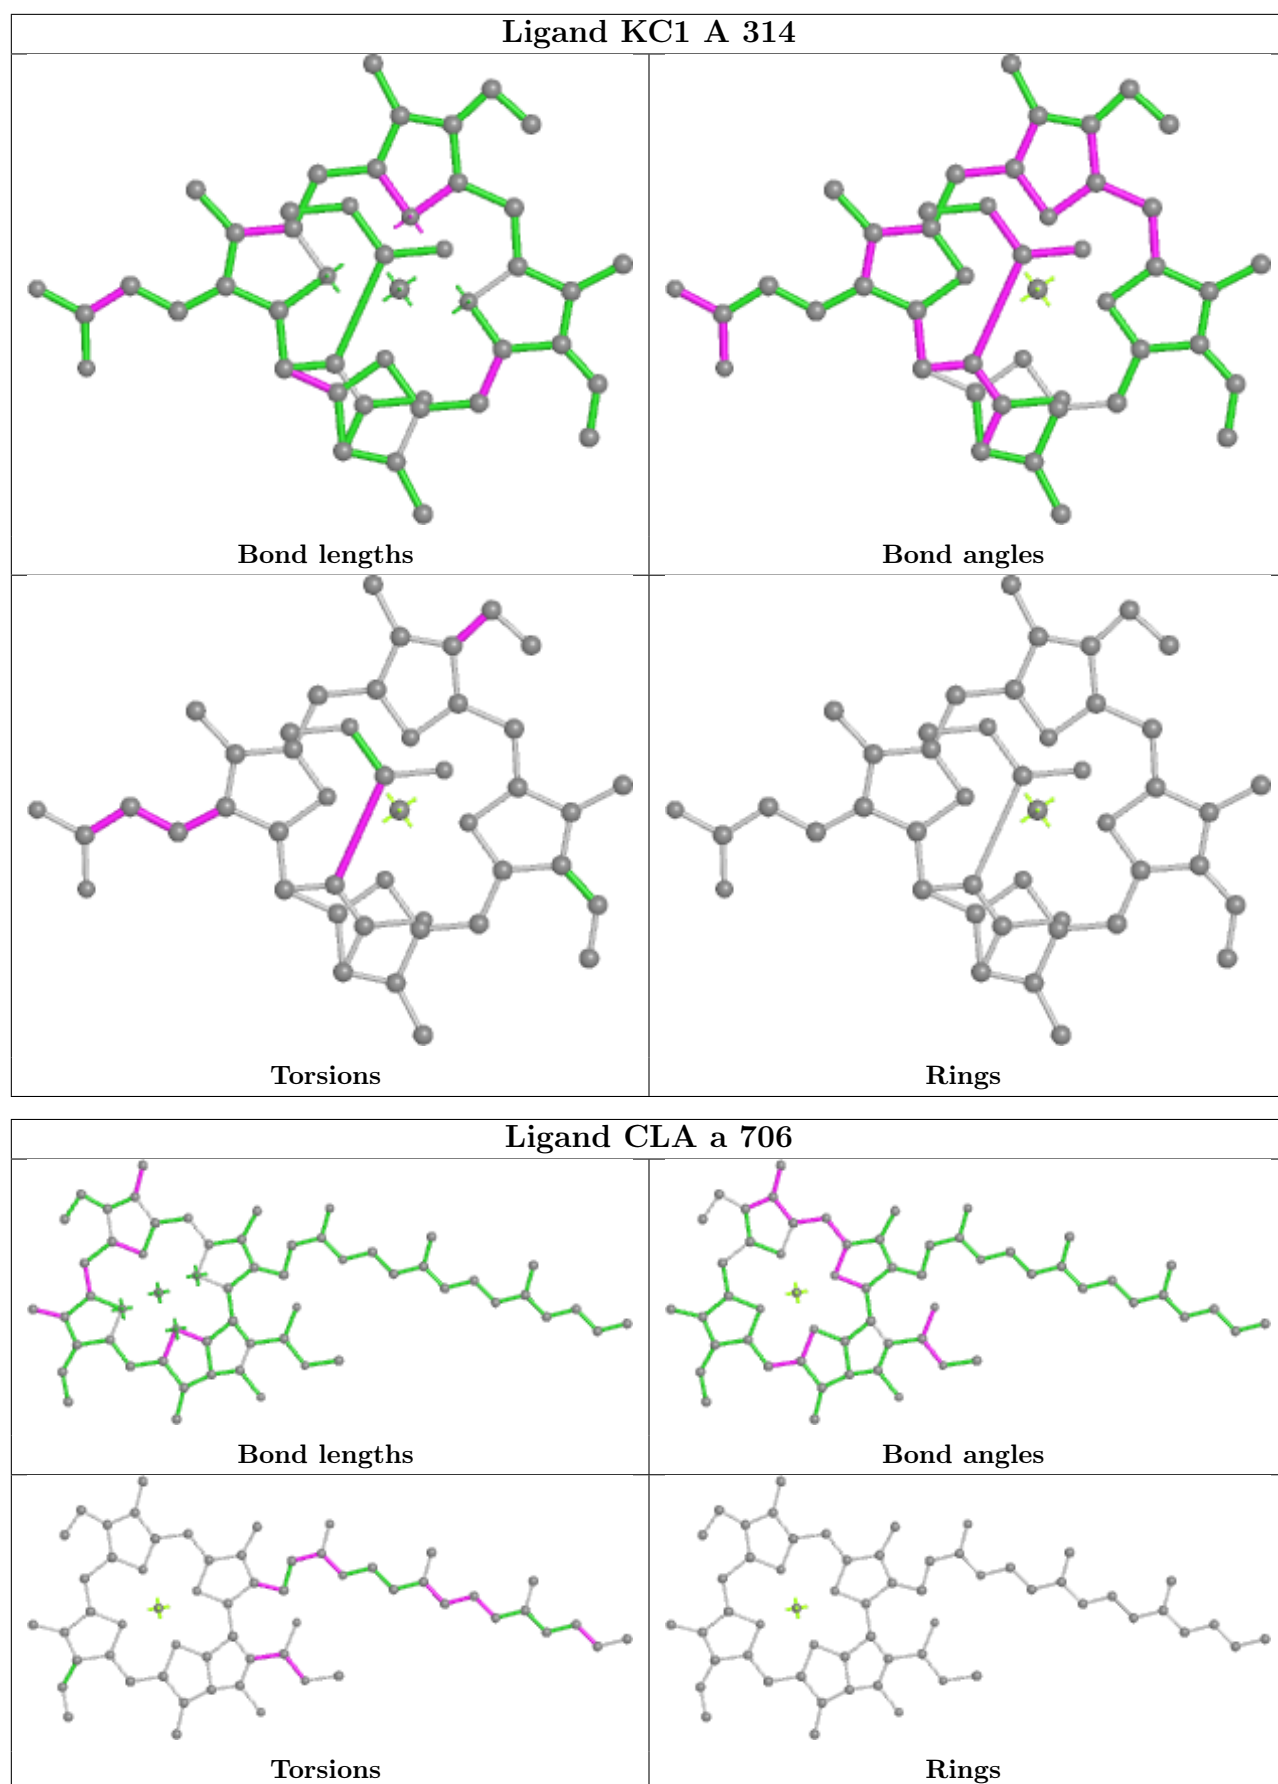 Ligand KC1 A 314
Bond lengths
Bond angles
Torsions
Rings
Ligand CLA a 706
Bond lengths
Bond angles
Torsions
Rings